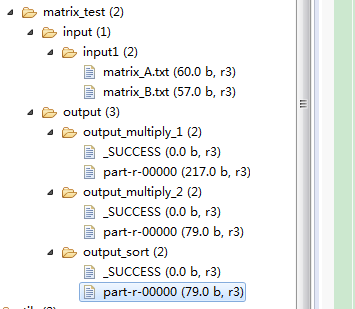 matrix_test (2)
input (1)
input1 (2)
matrix_A.txt (60.0 b, r3)
matrix_B.txt (57.0 b, r3)
output (3)
output_multiply_1 (2)
_SUCCESS (0.0 b, r3)
part-r-00000 (217.0 b, r3)
output_multiply_2 (2)
_SUCCESS (0.0 b, r3)
part-r-00000 (79.0 b, r3)
output_sort (2)
_SUCCESS (0.0 b, r3)
part-r-00000 (79.0 b, r3)